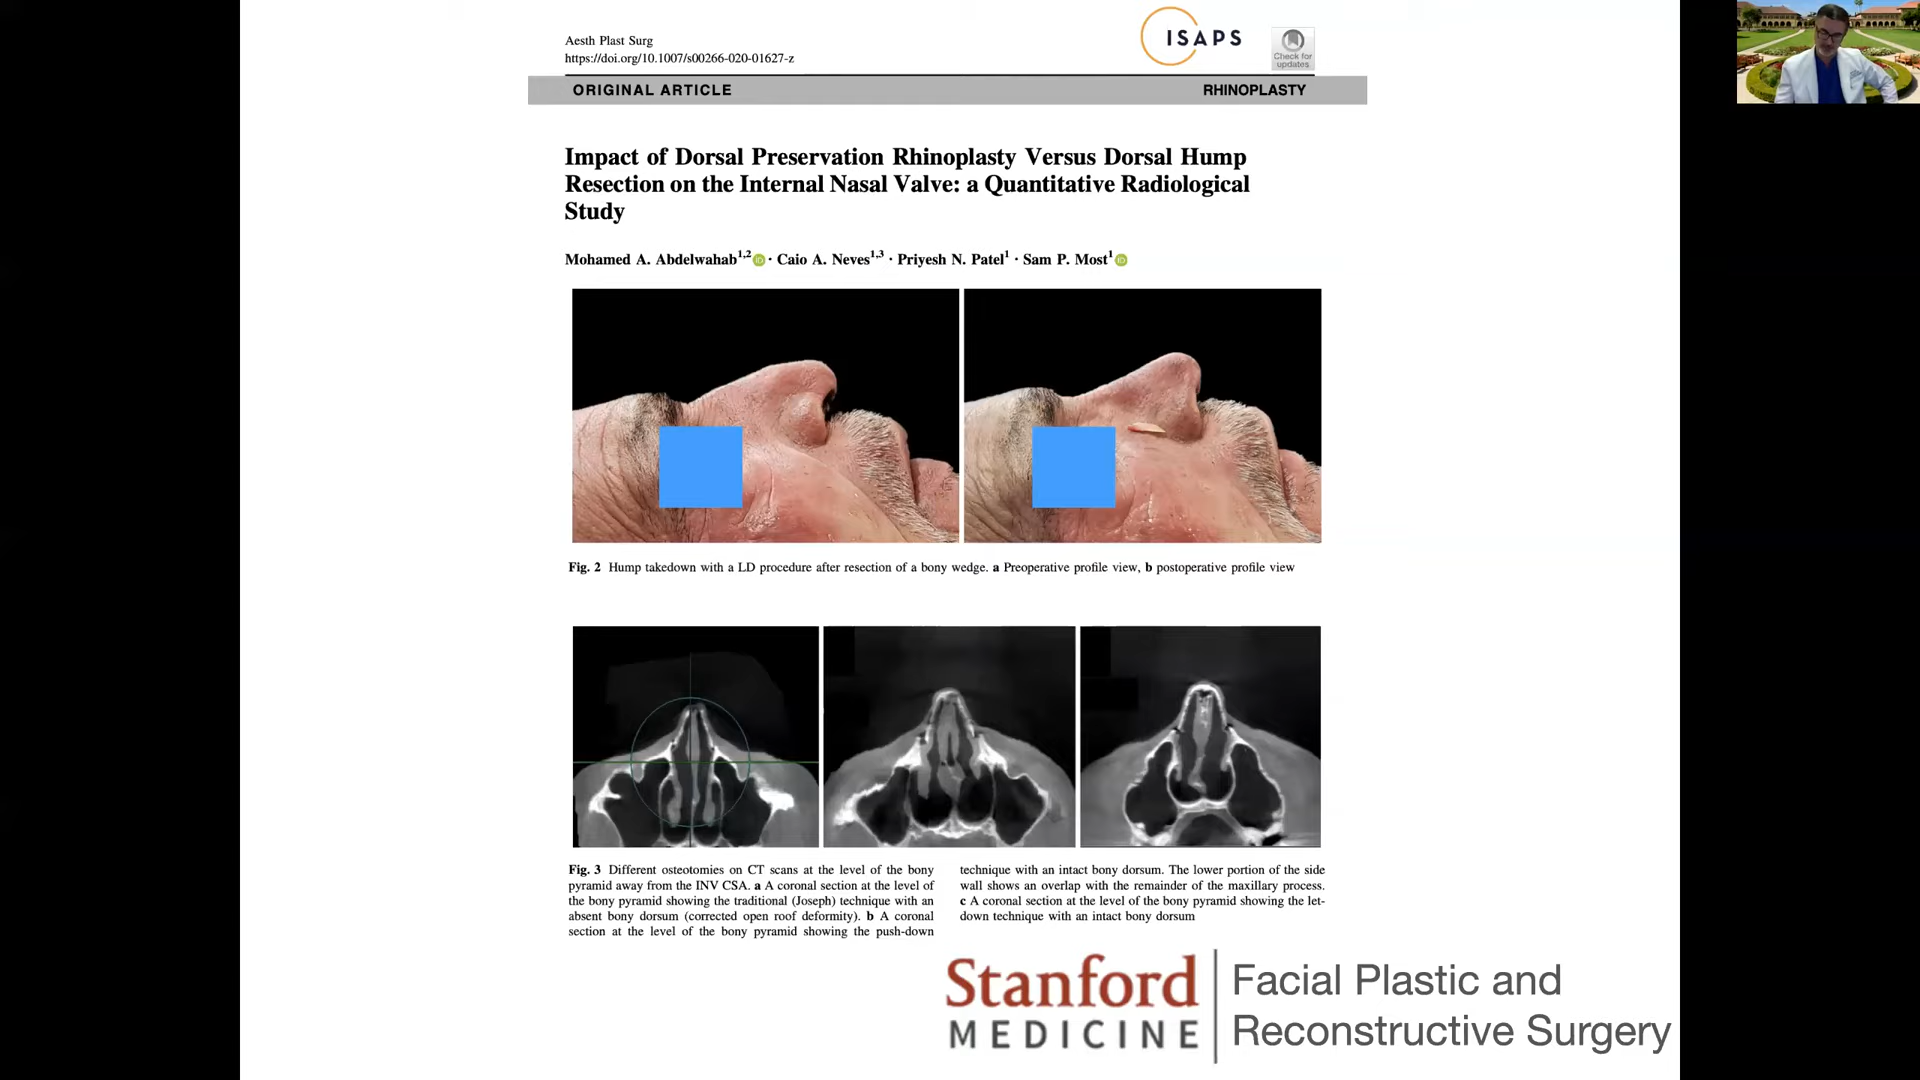 Aesth Plast Surg
https://doi.org/10.1007/s00266-020-01627-z
ISAPS
Check for
updates
ORIGINAL ARTICLE
RHINOPLASTY
Impact of Dorsal Preservation Rhinoplasty Versus Dorsal Hump
Resection on the Internal Nasal Valve: a Quantitative Radiological
Study
Mohamed A. Abdelwahab1,2 · Caio A. Neves1,3 · Priyesh N. Patel1 · Sam P. Most1
Fig. 2 Hump takedown with a LD procedure after resection of a bony wedge. a Preoperative profile view, b postoperative profile view
Fig. 3 Different osteotomies on CT scans at the level of the bony
pyramid away from the INV CSA. a A coronal section at the level of
the bony pyramid showing the traditional (Joseph) technique with an
absent bony dorsum (corrected open roof deformity). b A coronal
section at the level of the bony pyramid showing the push-down
technique with an intact bony dorsum. The lower portion of the side
wall shows an overlap with the remainder of the maxillary process.
c A coronal section at the level of the bony pyramid showing the let-
down technique with an intact bony dorsum
Stanford
MEDICINE
Facial Plastic and
Reconstructive Surgery